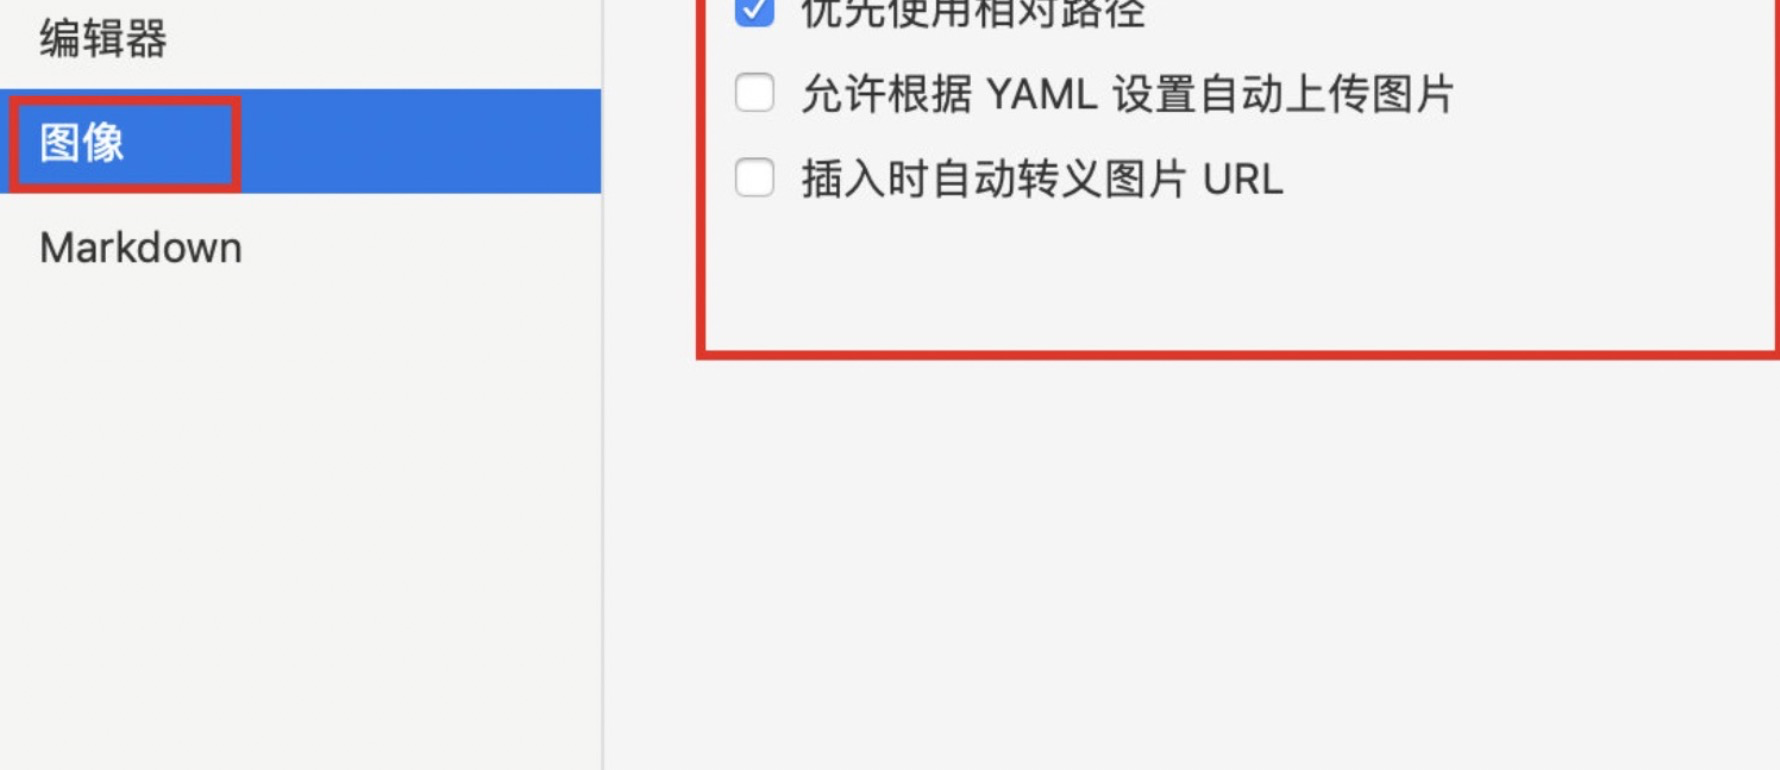 编辑器
图像
Markdown
优先使用相对路径
允许根据 YAML 设置自动上传图片
插入时自动转义图片 URL